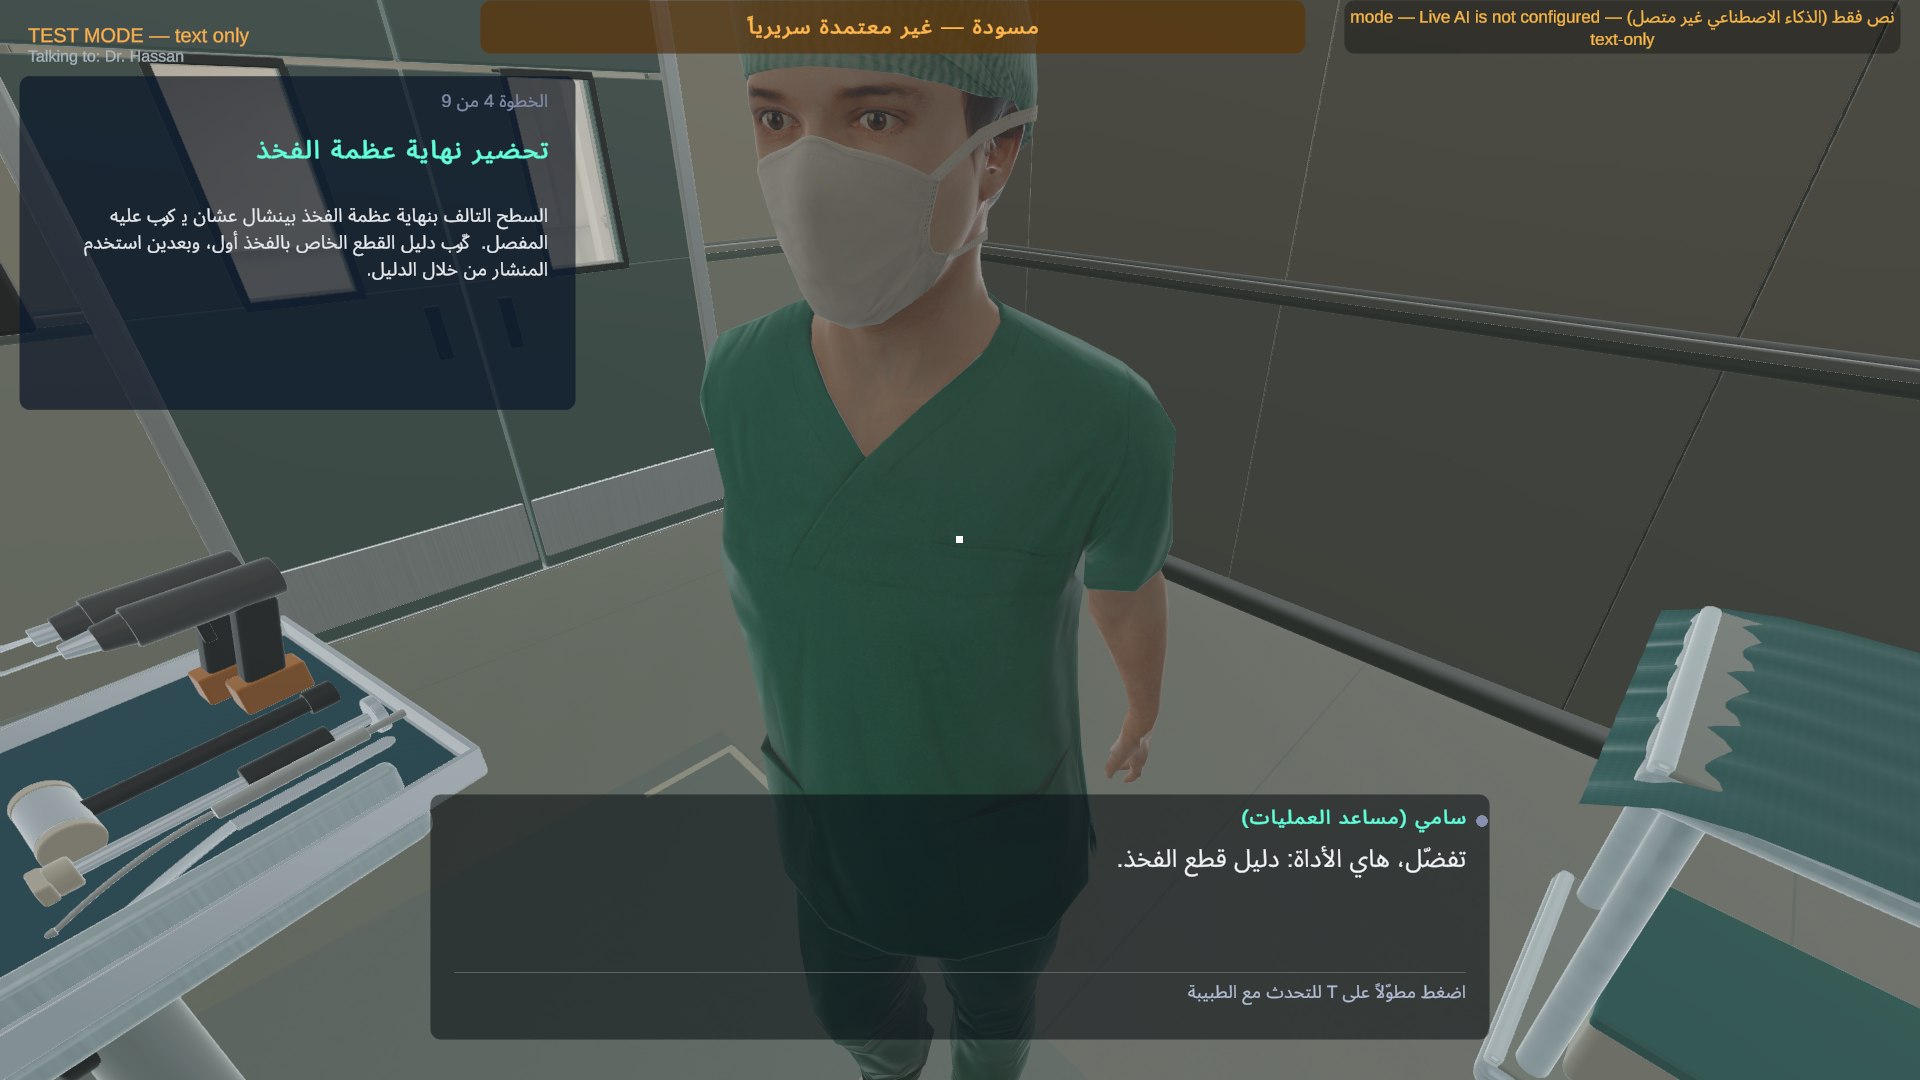 TEST MODE — text only
Talking to: Dr. Hassan
مسودة — غير معتمدة سريرياً
نص فقط (الذكاء الاصطناعي غير متصل) — mode — Live AI is not configured
text-only
الخطوة 4 من 9
تحضير نهاية عظمة الفخذ
السطح التالف بنهاية عظمة الفخذ بينشال عشان يركب عليه
المفصل. ركّب دليل القطع الخاص بالفخذ أول، وبعدين استخدم
المنشار من خلال الدليل.
سامي (مساعد العمليات)
تفضّل، هاي الأداة: دليل قطع الفخذ.
اضغط مطوّلاً على T للتحدث مع الطبيبة